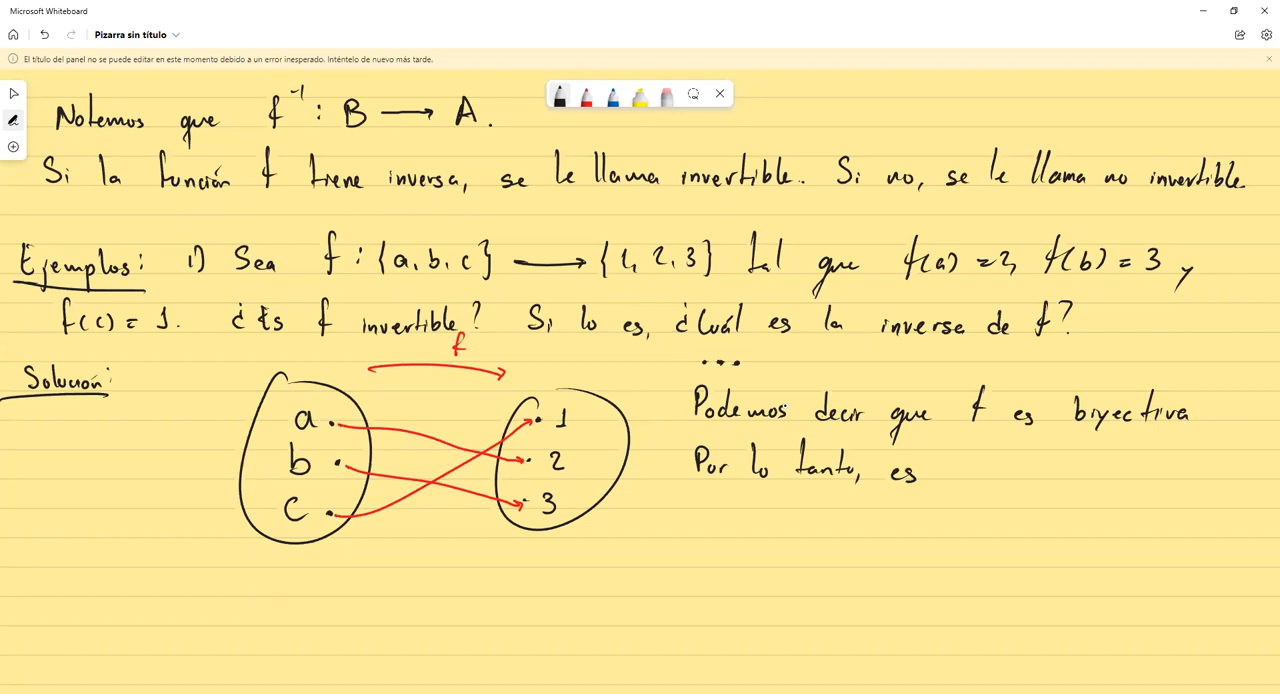 Microsoft Whiteboard
Pizarra sin título
El título del panel no se puede editar en este momento debido a un error inesperado. Inténtelo de nuevo más tarde.
Notemos que f⁻¹ : B ⟶ A.
Si la función f tiene inversa, se le llama invertible. Si no, se le llama no invertible
Ejemplos: 1) Sea f : {a, b, c} ⟶ {1, 2, 3} tal que f(a) = 2, f(b) = 3 y
f(c) = 1. ¿Es f invertible? Si lo es, ¿Cuál es la inversa de f?
f
...
Solución:
a
b
c
1
2
3
Podemos decir que f es biyectiva
Por lo tanto, es